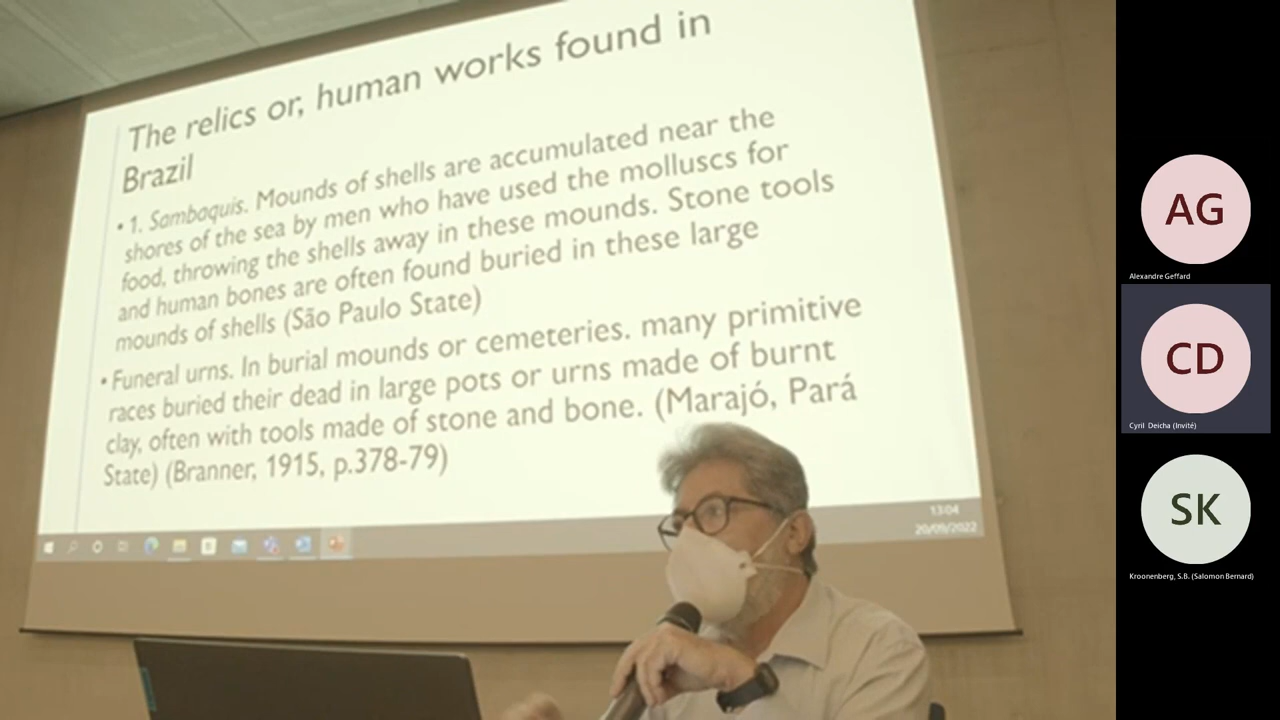 The relics or, human works found in
Brazil
• 1. Sambaquis. Mounds of shells are accumulated near the
shores of the sea by men who have used the molluscs for
food, throwing the shells away in these mounds. Stone tools
and human bones are often found buried in these large
mounds of shells (São Paulo State)
• Funeral urns. In burial mounds or cemeteries. many primitive
races buried their dead in large pots or urns made of burnt
clay, often with tools made of stone and bone. (Marajó, Pará
State) (Branner, 1915, p.378-79)
13:04
20/09/2022
AG
Alexandre Geffard
CD
Cyril Deicha (Invité)
SK
Kroonenberg, S.B. (Salomon Bernard)